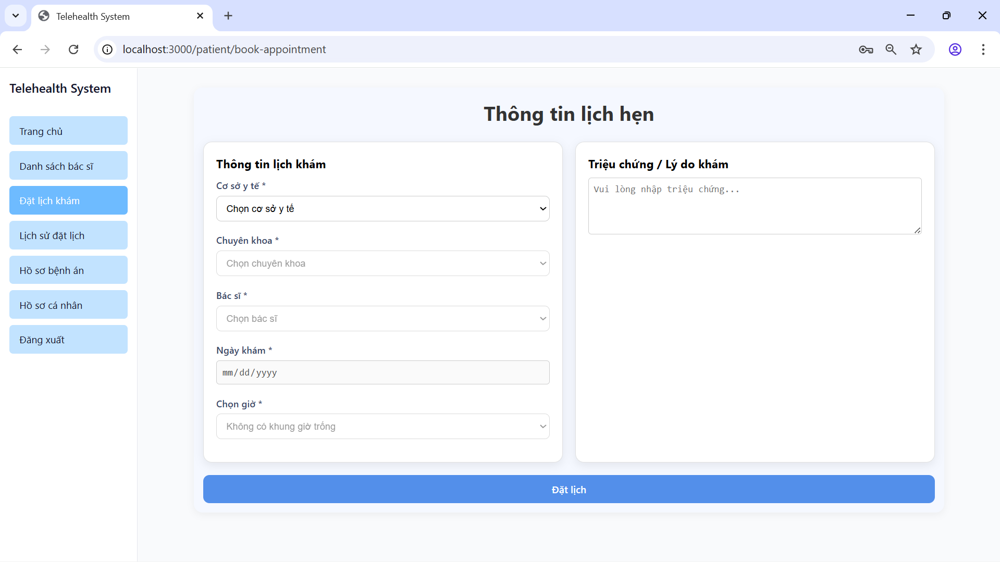 Telehealth System
localhost:3000/patient/book-appointment
Telehealth System
Trang chủ
Danh sách bác sĩ
Đặt lịch khám
Lịch sử đặt lịch
Hồ sơ bệnh án
Hồ sơ cá nhân
Đăng xuất
Thông tin lịch hẹn
Thông tin lịch khám
Cơ sở y tế *
Chọn cơ sở y tế
Chuyên khoa *
Chọn chuyên khoa
Bác sĩ *
Chọn bác sĩ
Ngày khám *
mm/dd/yyyy
Chọn giờ *
Không có khung giờ trống
Triệu chứng / Lý do khám
Vui lòng nhập triệu chứng...
Đặt lịch